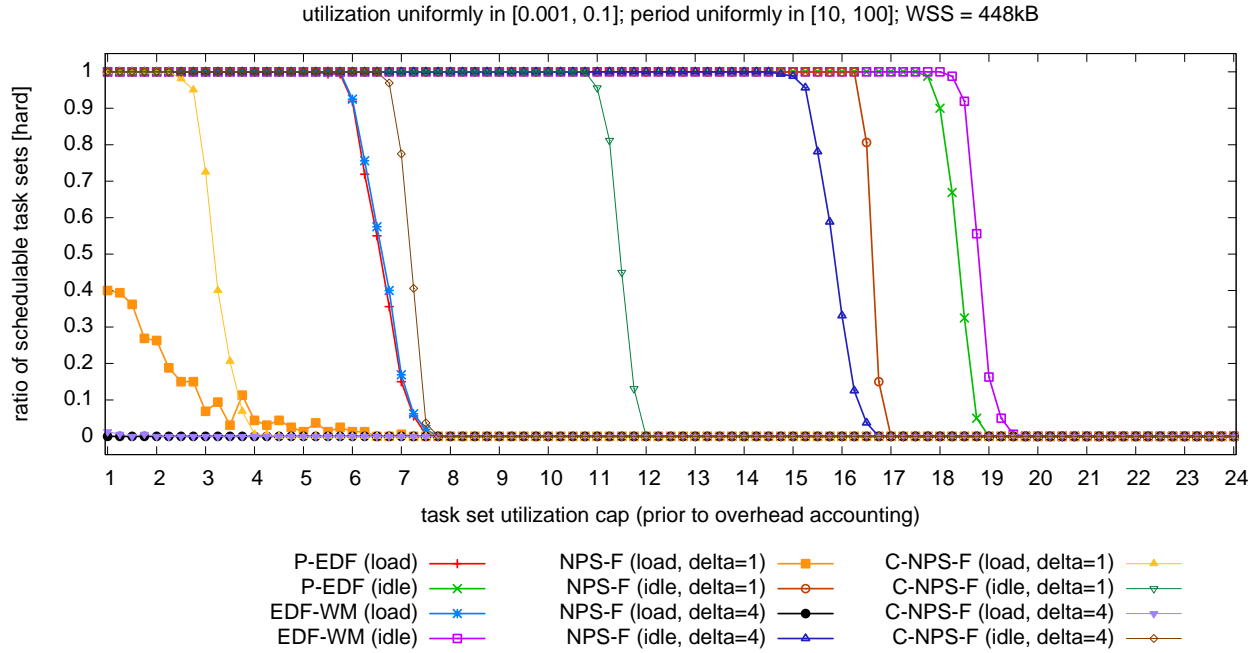 utilization uniformly in [0.001, 0.1]; period uniformly in [10, 100]; WSS = 448kB
ratio of schedulable task sets [hard]
1
0.9
0.8
0.7
0.6
0.5
0.4
0.3
0.2
0.1
0
1 2 3 4 5 6 7 8 9 10 11 12 13 14 15 16 17 18 19 20 21 22 23 24
task set utilization cap (prior to overhead accounting)
P-EDF (load) NPS-F (load, delta=1) C-NPS-F (load, delta=1)
P-EDF (idle) NPS-F (idle, delta=1) C-NPS-F (idle, delta=1)
EDF-WM (load) NPS-F (load, delta=4) C-NPS-F (load, delta=4)
EDF-WM (idle) NPS-F (idle, delta=4) C-NPS-F (idle, delta=4)